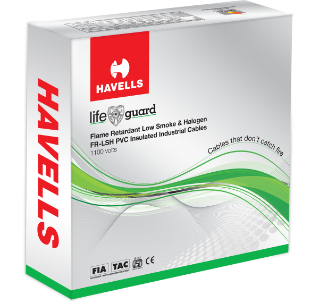 HAVELLS
HAVELLS
life guard
Flame Retardant Low Smoke & Halogen
FR-LSH PVC Insulated Industrial Cables
1100 volts
Cables that don't catch fire
FIA TAC CE